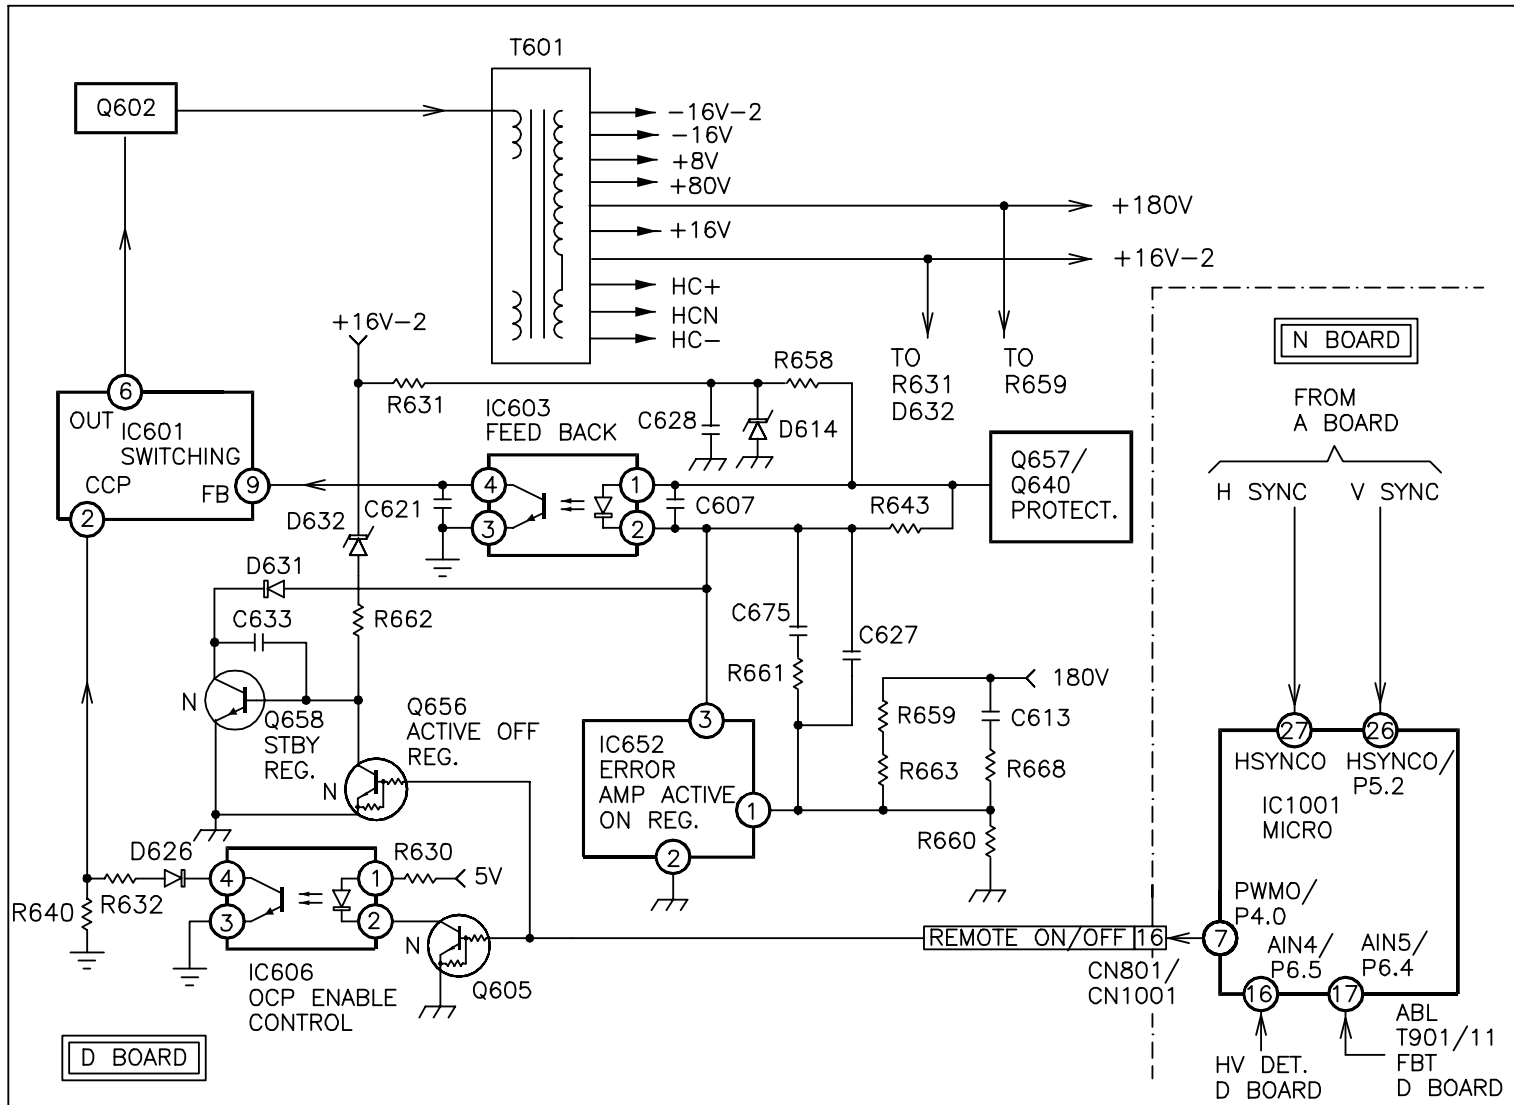 T601
Q602
-16V-2
-16V
+8V
+80V
+180V
+16V
+16V-2
HC+
HCN
HC-
+16V-2
TO
R631
D632
TO
R659
N BOARD
R658
R631
C628
D614
IC603
FEED BACK
6
OUT
IC601
SWITCHING
CCP
FB
9
2
4
3
1
2
C621
D632
C607
R643
Q657/
Q640
PROTECT.
FROM
A BOARD
H SYNC
V SYNC
D631
C633
R662
C675
C627
R661
N
Q658
STBY
REG.
Q656
ACTIVE OFF
REG.
N
3
IC652
ERROR
AMP ACTIVE
ON REG.
1
2
180V
R659
C613
R663
R668
R660
27
26
HSYNCO
HSYNCO/
P5.2
IC1001
MICRO
PWMO/
P4.0
7
AIN4/
P6.5
AIN5/
P6.4
16
17
D626
R630
5V
4
3
1
2
R640
R632
N
Q605
IC606
OCP ENABLE
CONTROL
REMOTE ON/OFF 16
CN801/
CN1001
HV DET.
D BOARD
ABL
T901/11
FBT
D BOARD
D BOARD